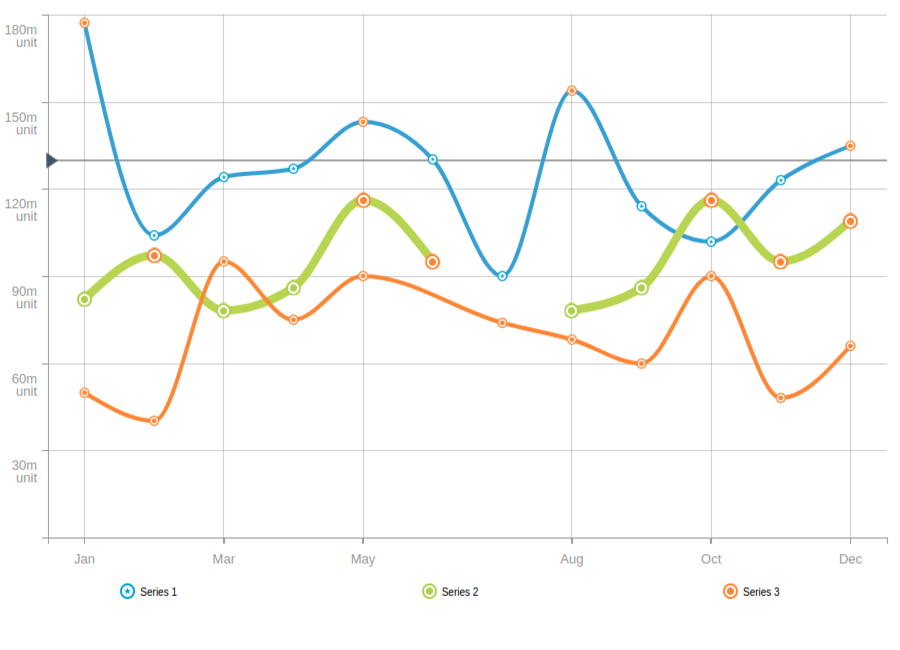 180m
unit
150m
unit
120m
unit
90m
unit
60m
unit
30m
unit
Jan Mar May Aug Oct Dec
Series 1 Series 2 Series 3